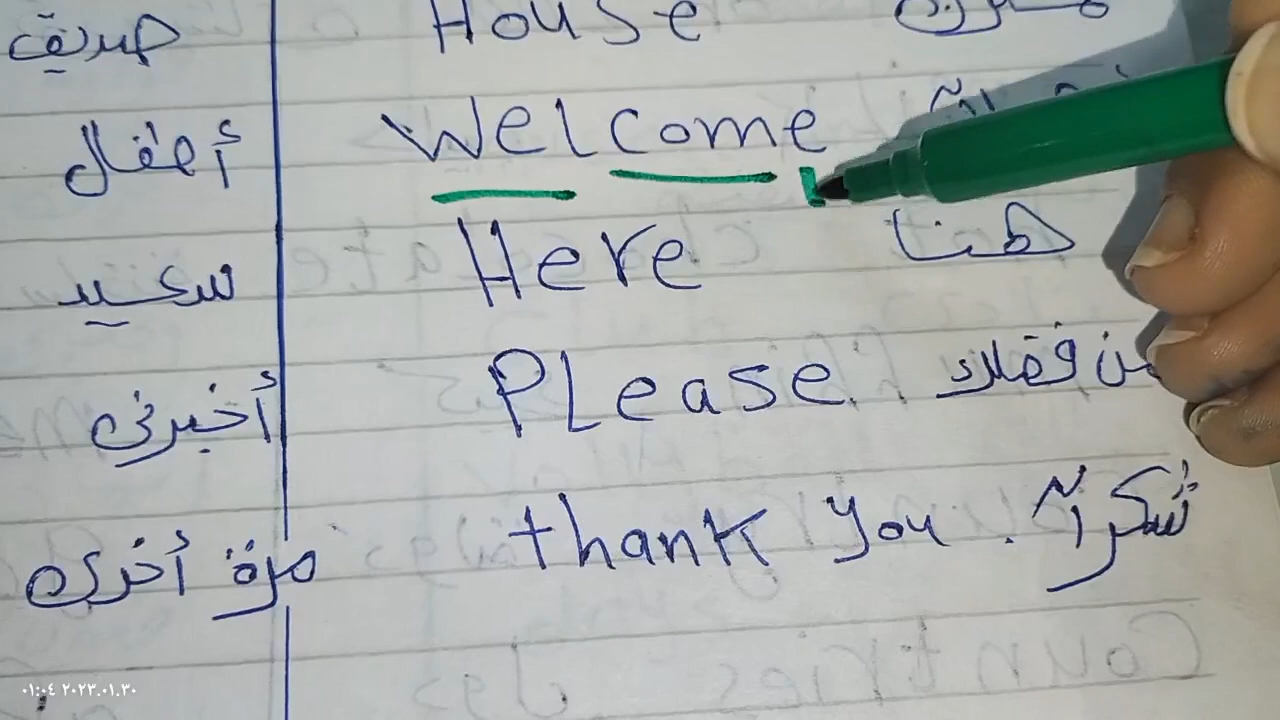 صديق House
أطفال Welcome
سعيد Here هنا
أخبرنى Please من فضلك
مرة أخرى thank you . شكراً
٠١:٠٤ ٢٠٢٣.٠١.٣٠